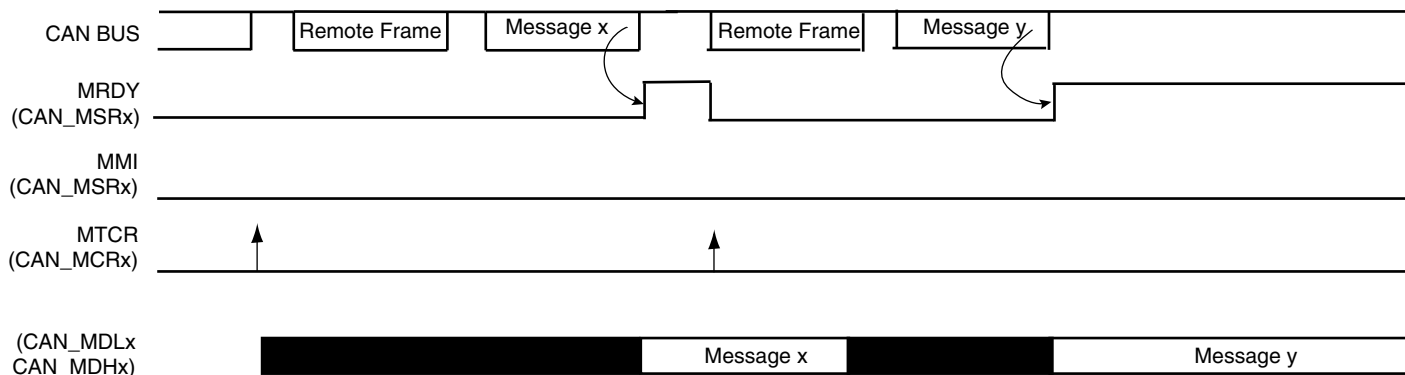 CAN BUS
Remote Frame
Message x
Remote Frame
Message y
MRDY
(CAN_MSRx)
MMI
(CAN_MSRx)
MTCR
(CAN_MCRx)
(CAN_MDLx
CAN_MDHx)
Message x
Message y